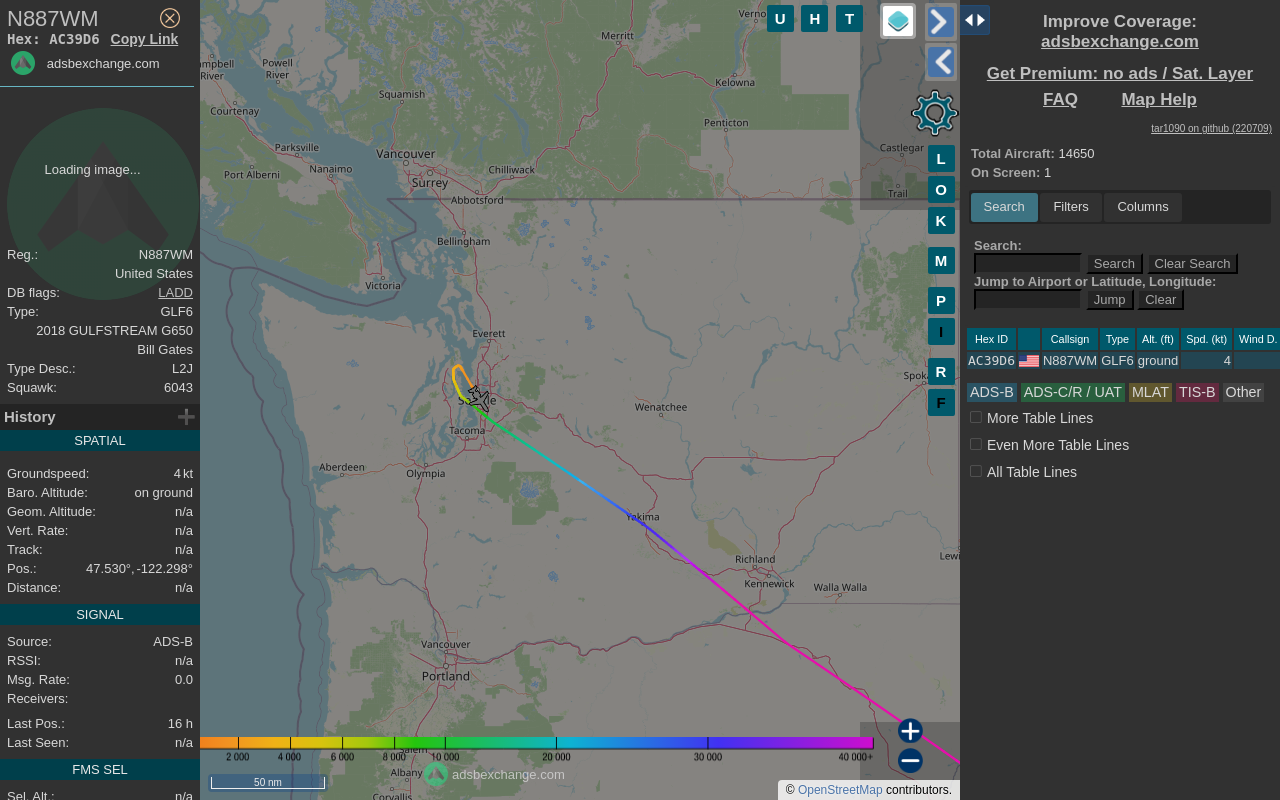 N887WM
Hex: AC39D6 Copy Link
adsbexchange.com
Loading image...
Reg.: N887WM
United States
DB flags: LADD
Type: GLF6
2018 GULFSTREAM G650
Bill Gates
Type Desc.: L2J
Squawk: 6043
History
SPATIAL
Groundspeed: 4 kt
Baro. Altitude: on ground
Geom. Altitude: n/a
Vert. Rate: n/a
Track: n/a
Pos.: 47.530°, -122.298°
Distance: n/a
SIGNAL
Source: ADS-B
RSSI: n/a
Msg. Rate: 0.0
Receivers:
Last Pos.: 16 h
Last Seen: n/a
FMS SEL
Sel. Alt.: n/a
U H T
L
O
K
M
P
I
R
F
Verno
Merritt
mpbell
River
Powell
River
Kelowna
Squamish
Courtenay
Penticton
Parksville
Vancouver
Castlegar
Nanaimo
Port Alberni
Chilliwack
Surrey
Trail
Abbotsford
Bellingham
Victoria
Everett
Spok
Se le
Wenatchee
Tacoma
Aberdeen
Olympia
Yakima
Lewi
Richland
Kennewick
Walla Walla
Vancouver
Portland
Salem
Albany
Corvallis
2 000 4 000 6 000 8 000 10 000 20 000 30 000 40 000+
adsbexchange.com
50 nm
© OpenStreetMap contributors.
Improve Coverage:
adsbexchange.com
Get Premium: no ads / Sat. Layer
FAQ Map Help
tar1090 on github (220709)
Total Aircraft: 14650
On Screen: 1
Search Filters Columns
Search:
Search Clear Search
Jump to Airport or Latitude, Longitude:
Jump Clear
Hex ID Callsign Type Alt. (ft) Spd. (kt) Wind D.
AC39D6 N887WM GLF6 ground 4
ADS-B ADS-C/R / UAT MLAT TIS-B Other
More Table Lines
Even More Table Lines
All Table Lines